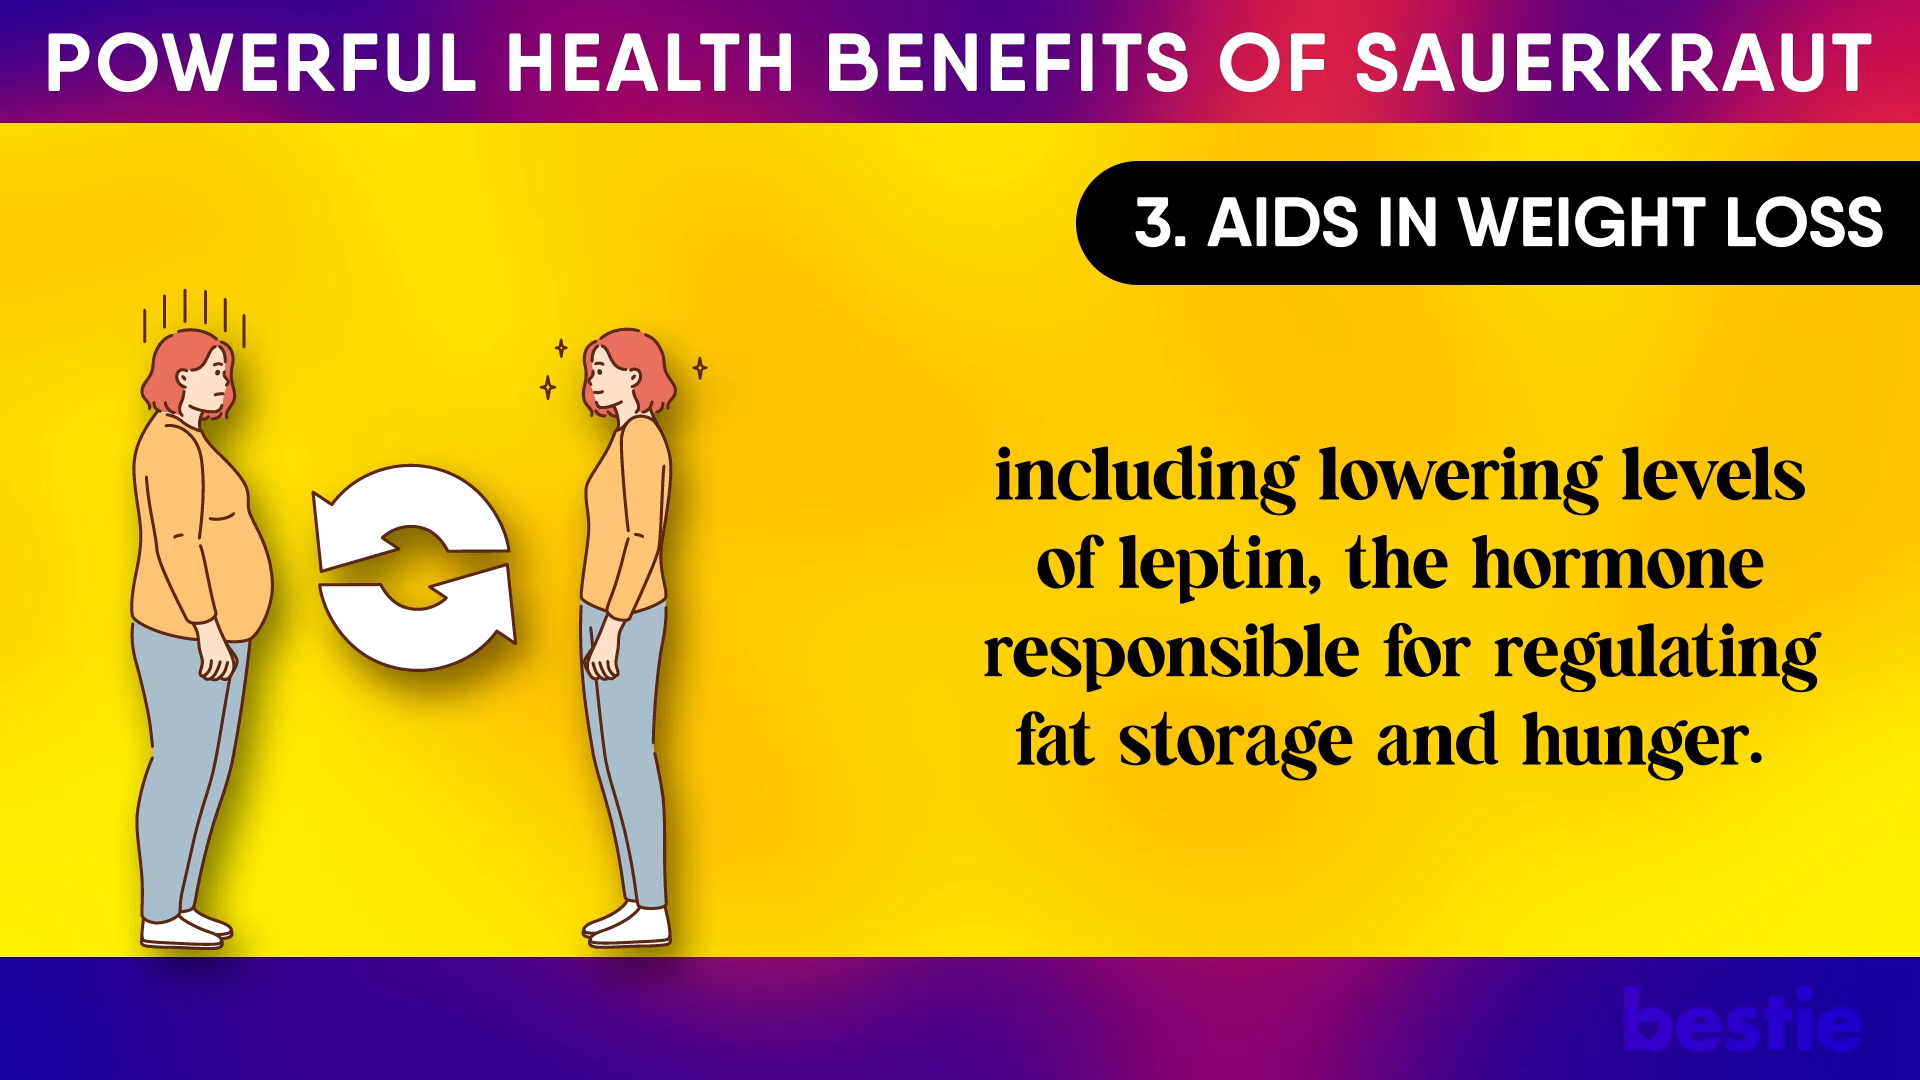 POWERFUL HEALTH BENEFITS OF SAUERKRAUT
3. AIDS IN WEIGHT LOSS
including lowering levels
of leptin, the hormone
responsible for regulating
fat storage and hunger.
bestie